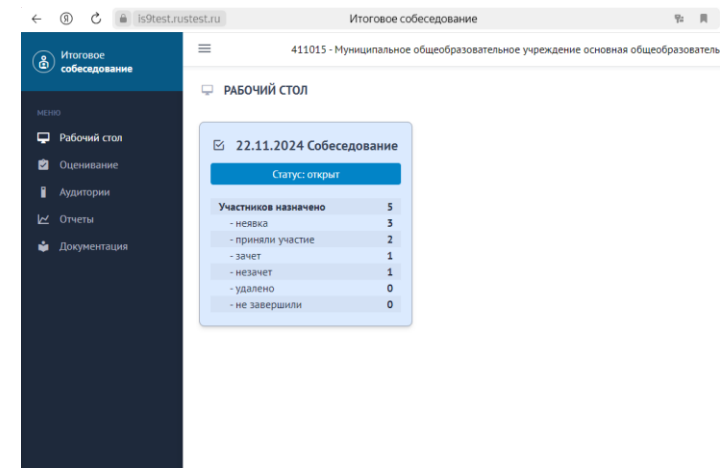 is9test.rustest.ru Итоговое собеседование
Итоговое
собеседование
411015 - Муниципальное общеобразовательное учреждение основная общеобразователь
МЕНЮ
Рабочий стол
Оценивание
Аудитории
Отчеты
Документация
РАБОЧИЙ СТОЛ
22.11.2024 Собеседование
Статус: открыт
Участников назначено 5
- неявка 3
- приняли участие 2
- зачет 1
- незачет 1
- удалено 0
- не завершили 0